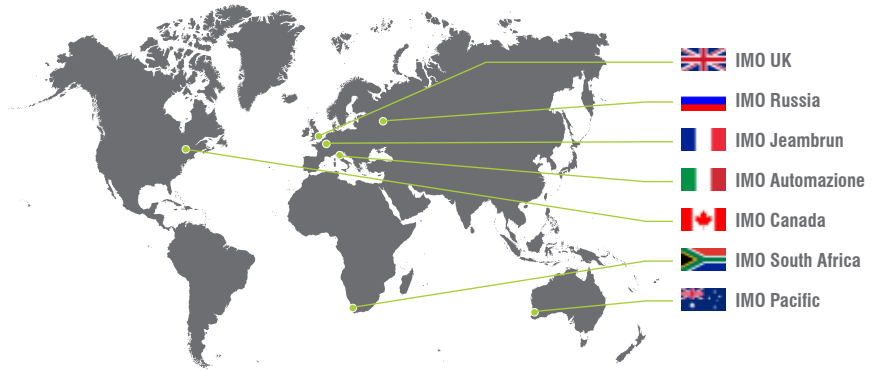 IMO UK
IMO Russia
IMO Jeambrun
IMO Automazione
IMO Canada
IMO South Africa
IMO Pacific